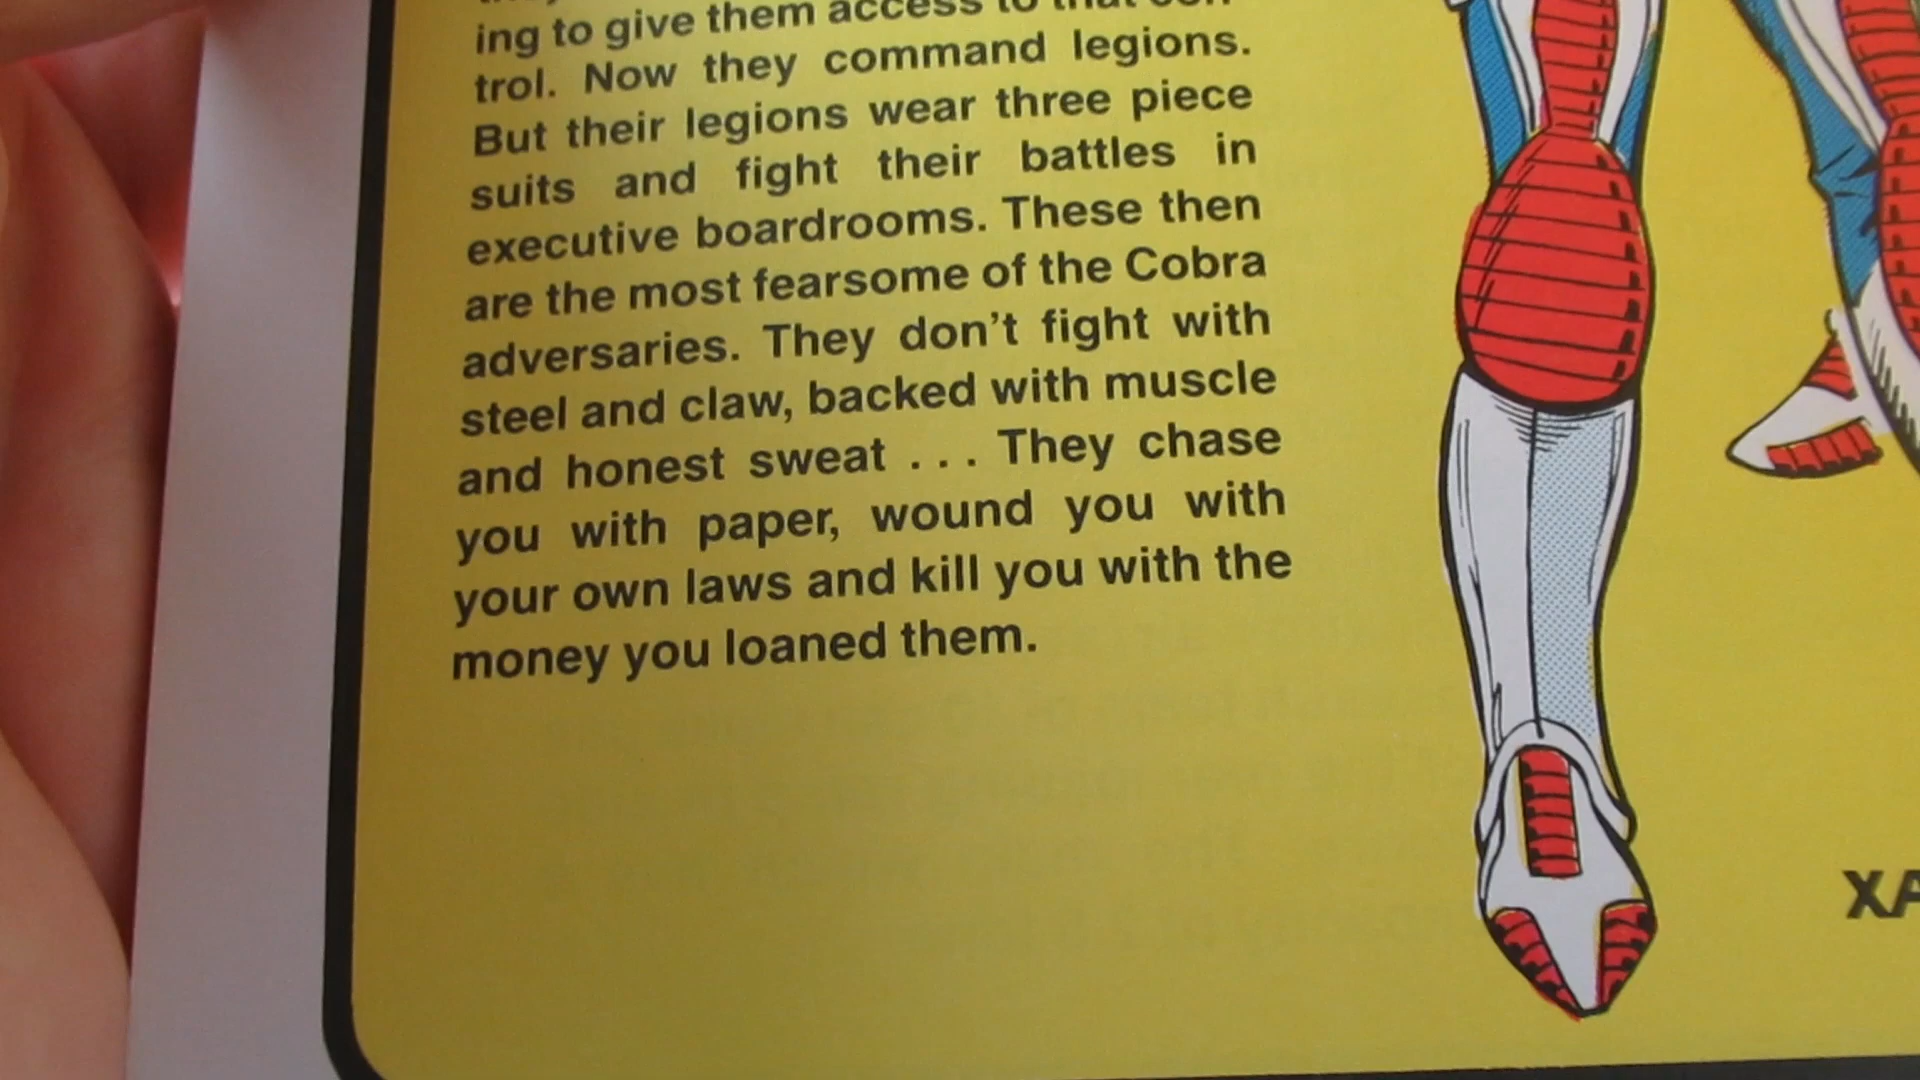 ing to give them access to that con-
trol. Now they command legions.
But their legions wear three piece
suits and fight their battles in
executive boardrooms. These then
are the most fearsome of the Cobra
adversaries. They don't fight with
steel and claw, backed with muscle
and honest sweat . . . They chase
you with paper, wound you with
your own laws and kill you with the
money you loaned them.
XA